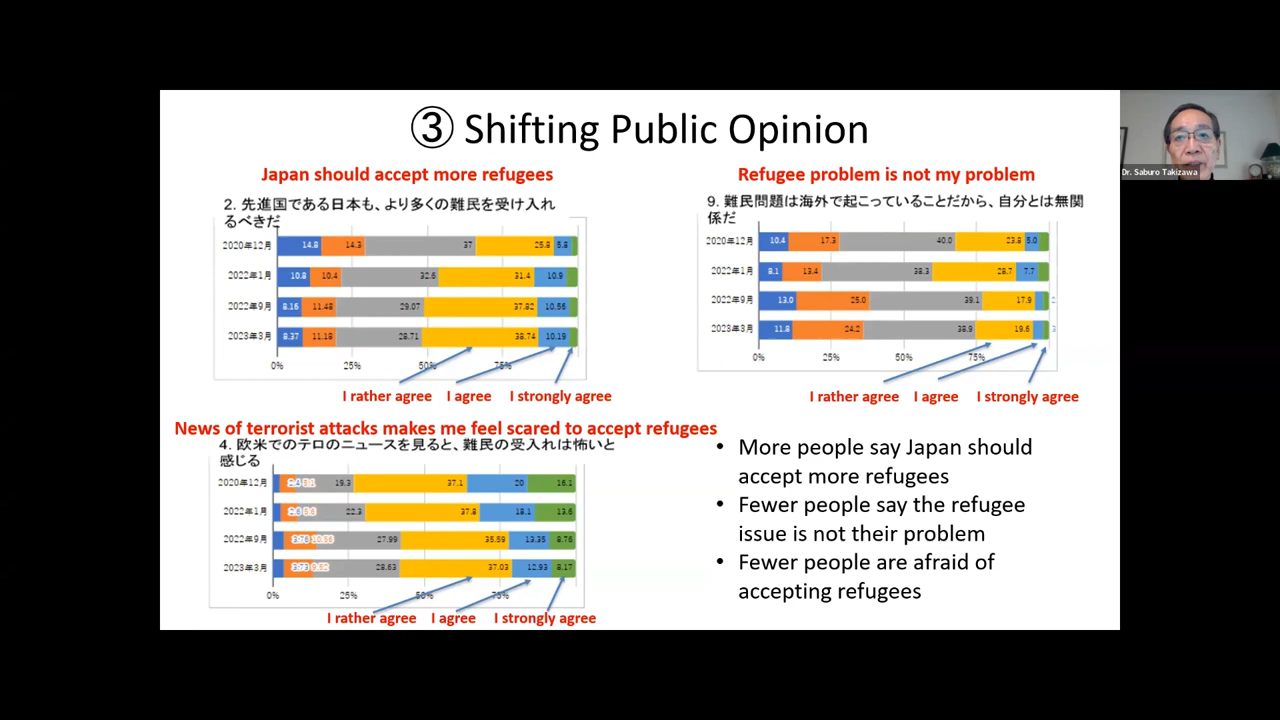 ③ Shifting Public Opinion
Japan should accept more refugees
2. 先進国である日本も、より多くの難民を受け入れ
るべきだ
2020年12月 14.8 14.3 37 25.8 5.8
2022年1月 10.8 10.4 32.6 31.4 10.9
2022年9月 8.16 11.48 29.07 37.82 10.56
2023年3月 8.37 11.18 28.71 38.74 10.19
0% 25% 50% 75%
I rather agree I agree I strongly agree
Refugee problem is not my problem
9. 難民問題は海外で起こっていることだから、自分とは無関
係だ
2020年12月 10.4 17.3 40.0 23.8 5.0
2022年1月 8.1 13.4 38.3 28.7 7.7
2022年9月 13.0 25.0 39.1 17.9
2023年3月 11.8 24.2 38.9 19.6
0% 25% 50% 75%
I rather agree I agree I strongly agree
News of terrorist attacks makes me feel scared to accept refugees
4. 欧米でのテロのニュースを見ると、難民の受入れは怖いと
感じる
2020年12月 19.3 37.1 20 16.1
2022年1月 22.3 37.8 18.1 13.6
2022年9月 27.99 35.59 13.35 8.76
2023年3月 28.63 37.03 12.93 8.17
0% 25% 50% 75%
I rather agree I agree I strongly agree
• More people say Japan should
accept more refugees
• Fewer people say the refugee
issue is not their problem
• Fewer people are afraid of
accepting refugees
Dr. Saburo Takizawa